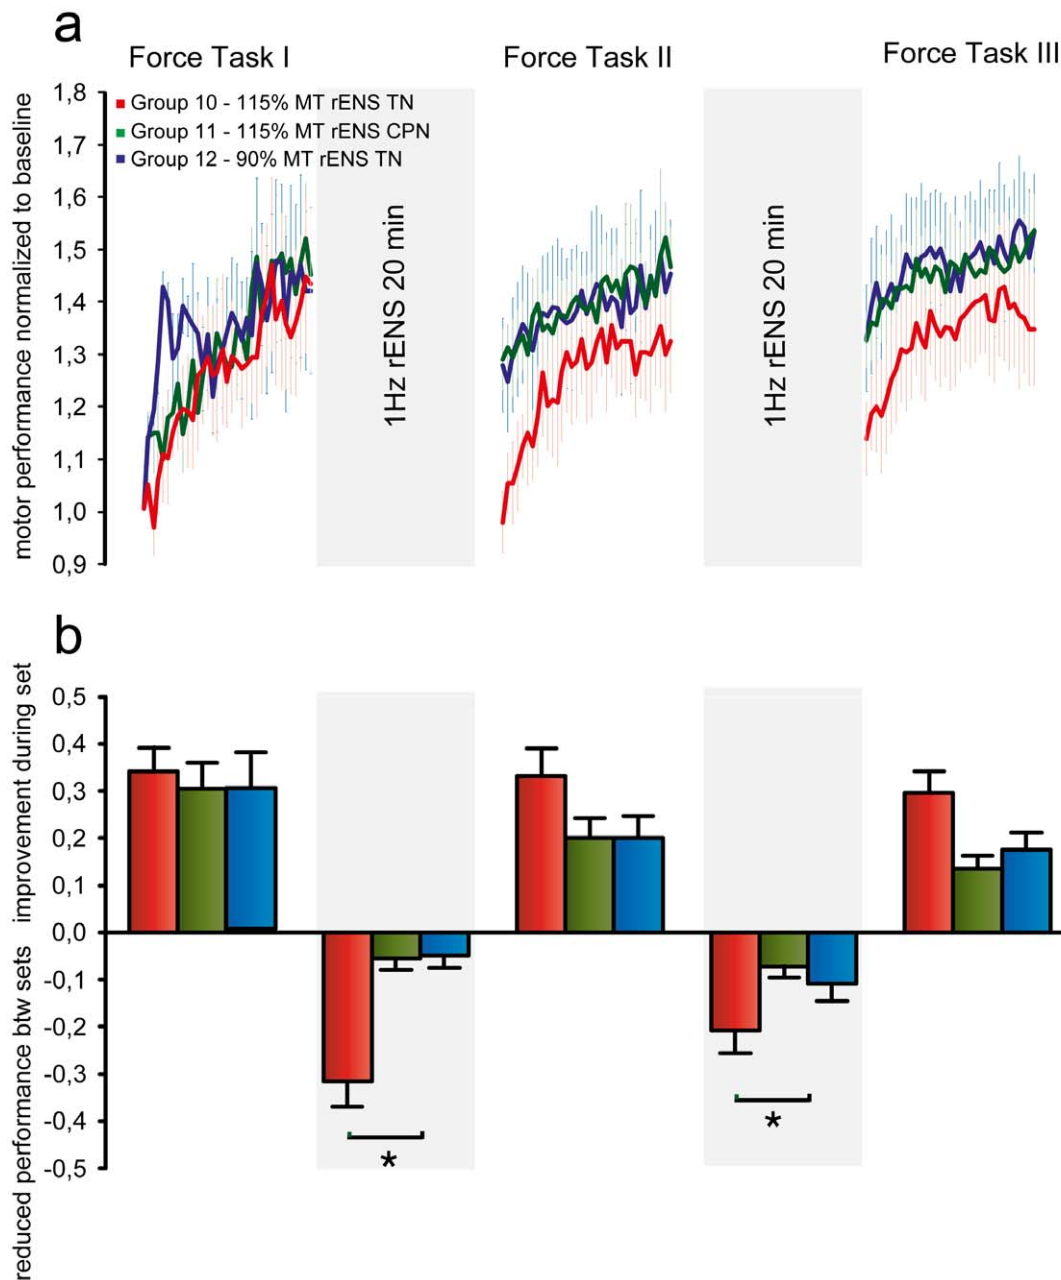 a
Force Task I
Force Task II
Force Task III
motor performance normalized to baseline
1,8
1,7
1,6
1,5
1,4
1,3
1,2
1,1
1,0
0,9
Group 10 - 115% MT rENS TN
Group 11 - 115% MT rENS CPN
Group 12 - 90% MT rENS TN
1Hz rENS 20 min
1Hz rENS 20 min
b
improvement during set
reduced performance btw sets
0,5
0,4
0,3
0,2
0,1
0,0
-0,1
-0,2
-0,3
-0,4
-0,5
*
*